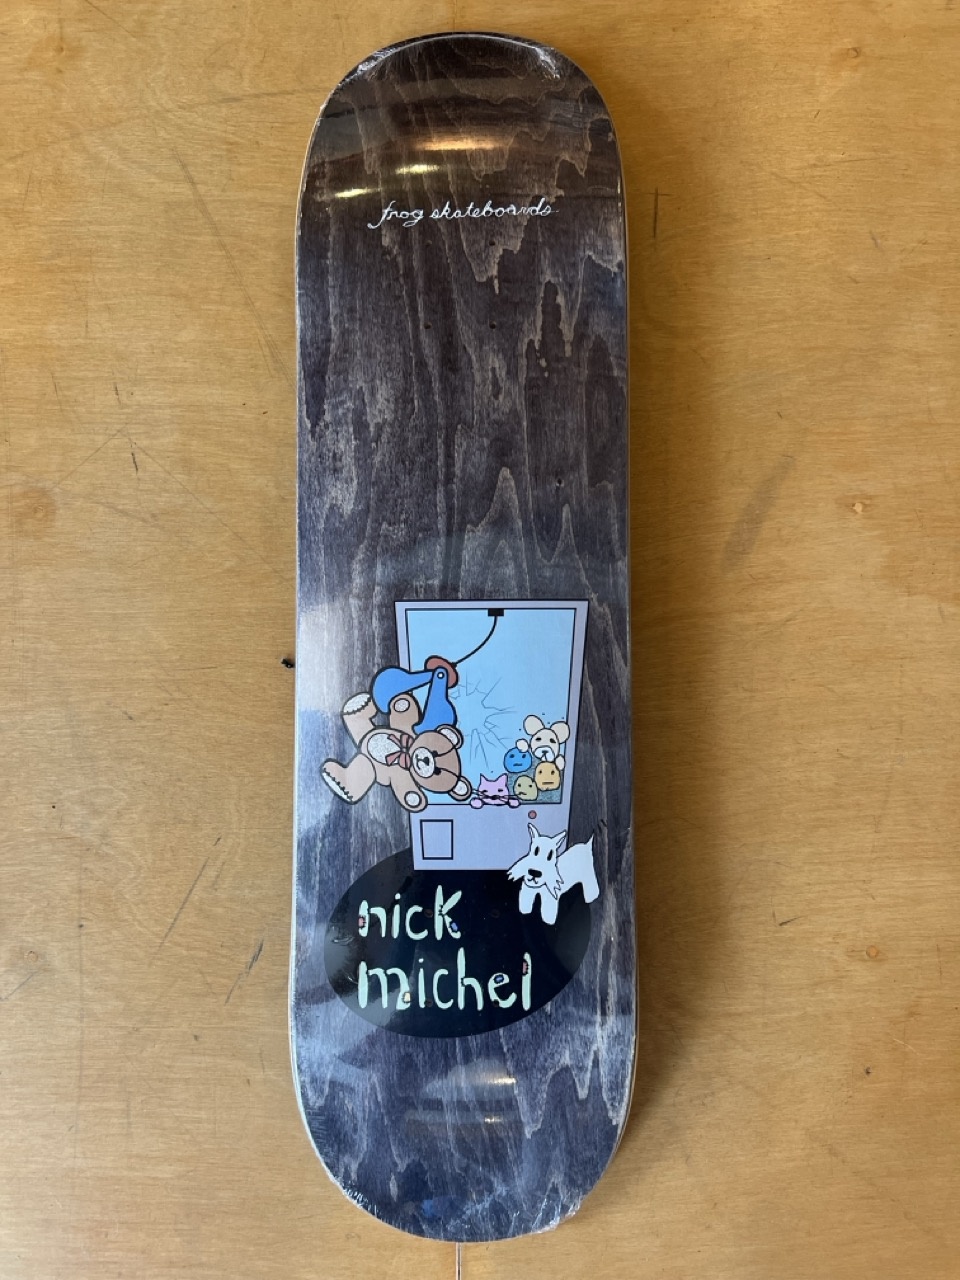 frog skateboards
nick
michel